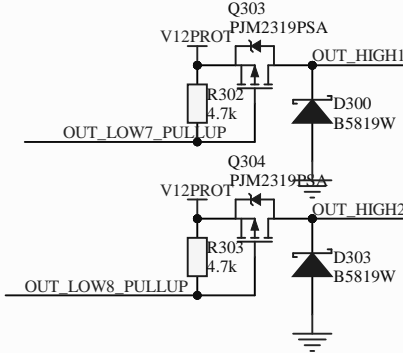 Q303
PJM2319PSA
V12PROT
OUT_HIGH1
R302
4.7k
D300
B5819W
OUT_LOW7_PULLUP
Q304
PJM2319PSA
V12PROT
OUT_HIGH2
R303
4.7k
D303
B5819W
OUT_LOW8_PULLUP